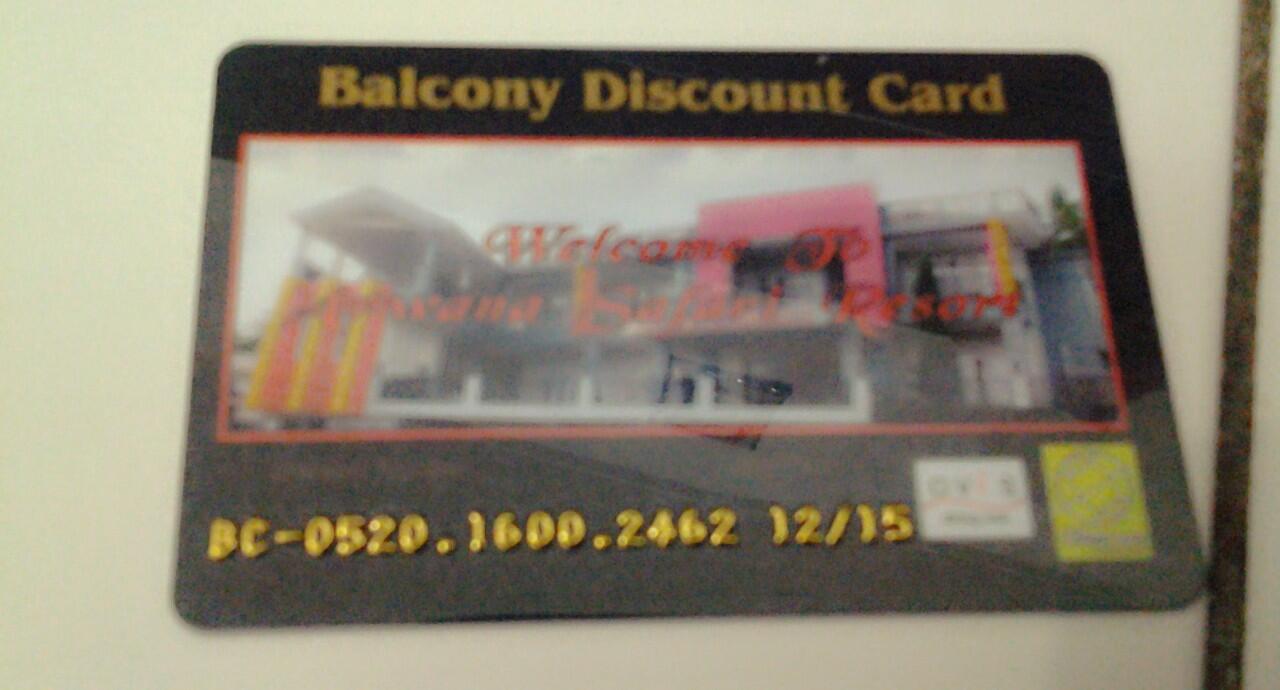 Balcony Discount Card
Welcome To
Safari Resort
BC-0520.1600.2462 12/15